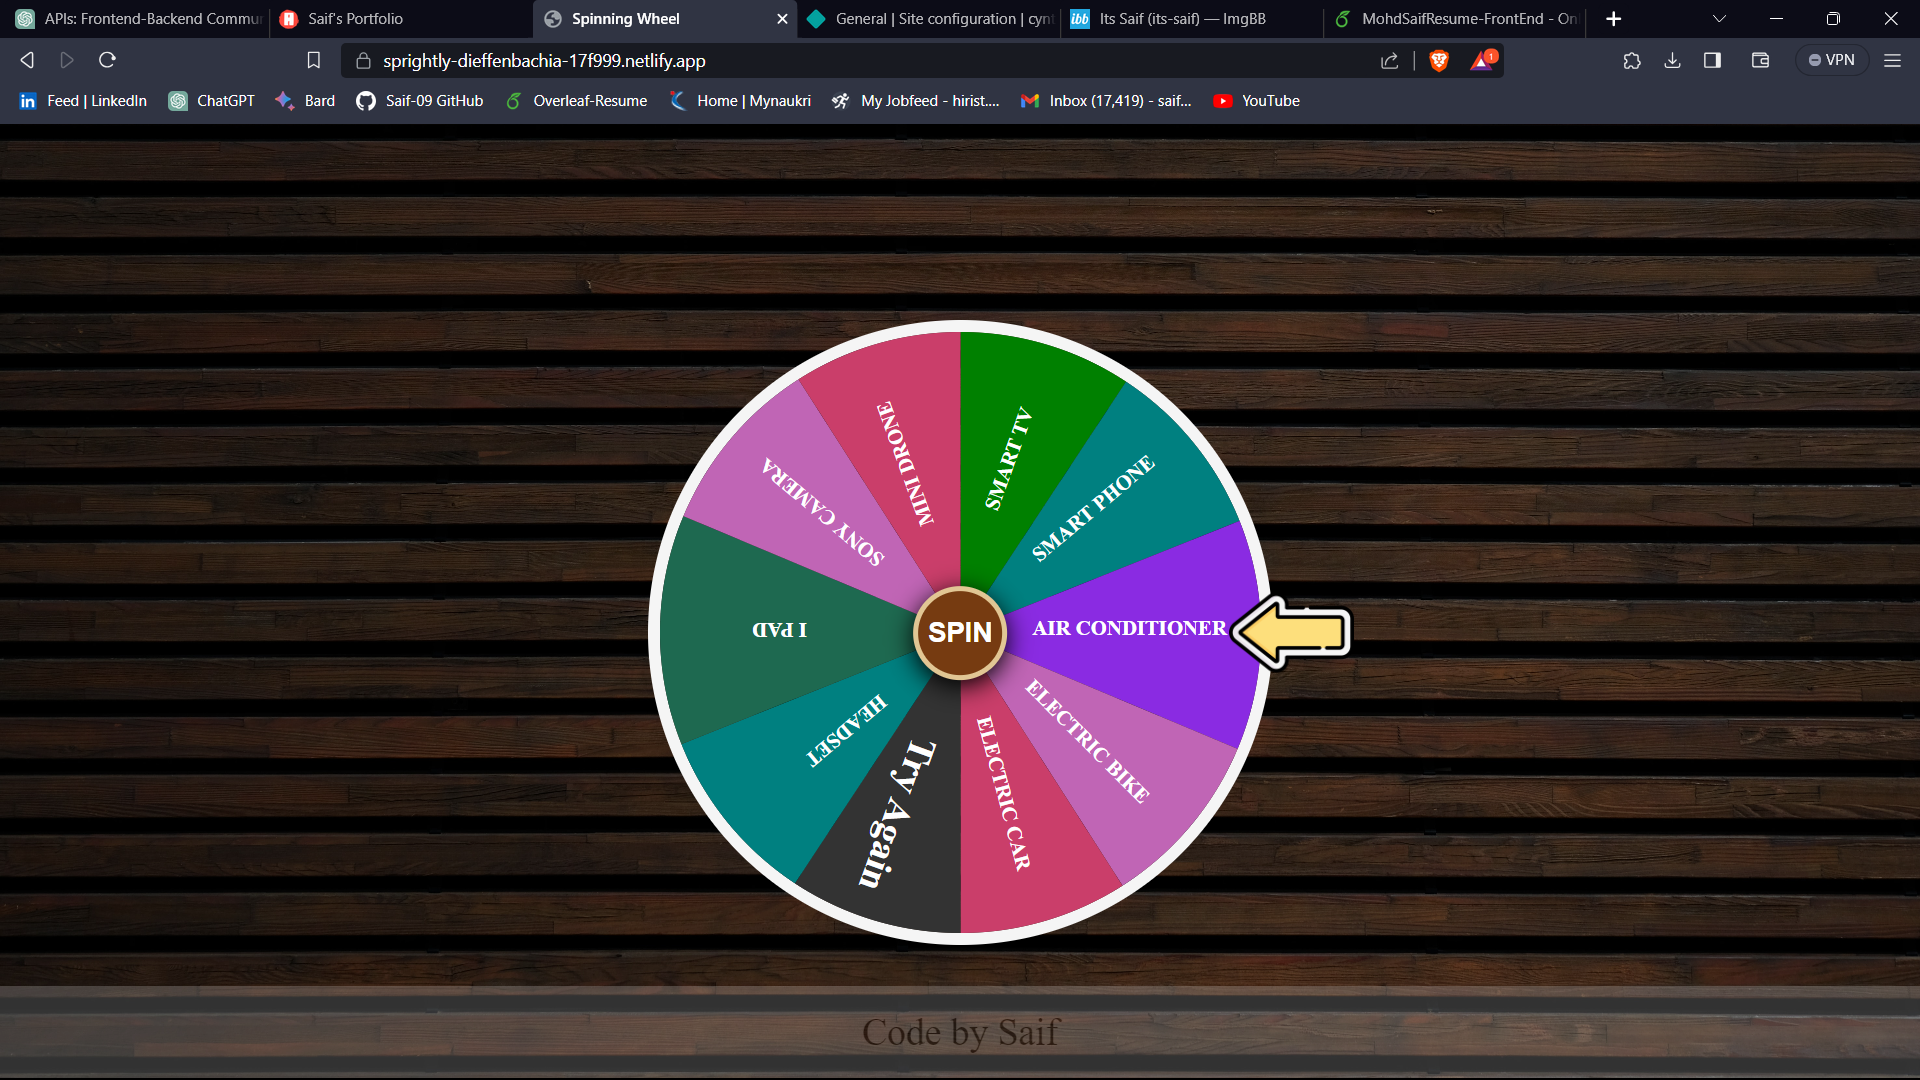 APIs: Frontend-Backend Commu
Saif's Portfolio
Spinning Wheel
General | Site configuration | cynt
Its Saif (its-saif) — ImgBB
MohdSaifResume-FrontEnd - Onl
sprightly-dieffenbachia-17f999.netlify.app
1
VPN
Feed | LinkedIn
ChatGPT
Bard
Saif-09 GitHub
Overleaf-Resume
Home | Mynaukri
My Jobfeed - hirist....
Inbox (17,419) - saif...
YouTube
SMART TV
SMART PHONE
AIR CONDITIONER
ELECTRIC BIKE
ELECTRIC CAR
Try Again
HEADSET
I PAD
SONY CAMERA
MINI DRONE
SPIN
Code by Saif